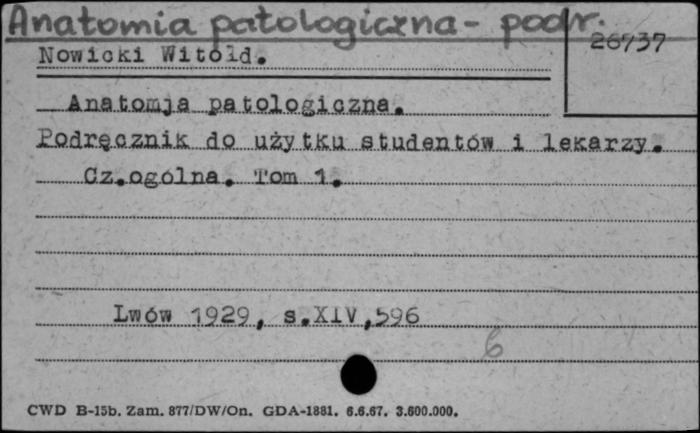 Anatomia patologiczna - podr.
26737
Nowicki Witold.
Anatomja patologiczna.
Podręcznik do użytku studentów i lekarzy.
Cz.ogólna. Tom 1.
Lwów 1929, s.XIV,596
6
CWD B-15b. Zam. 877/DW/On. GDA-1881. 6.6.67. 3.600.000.